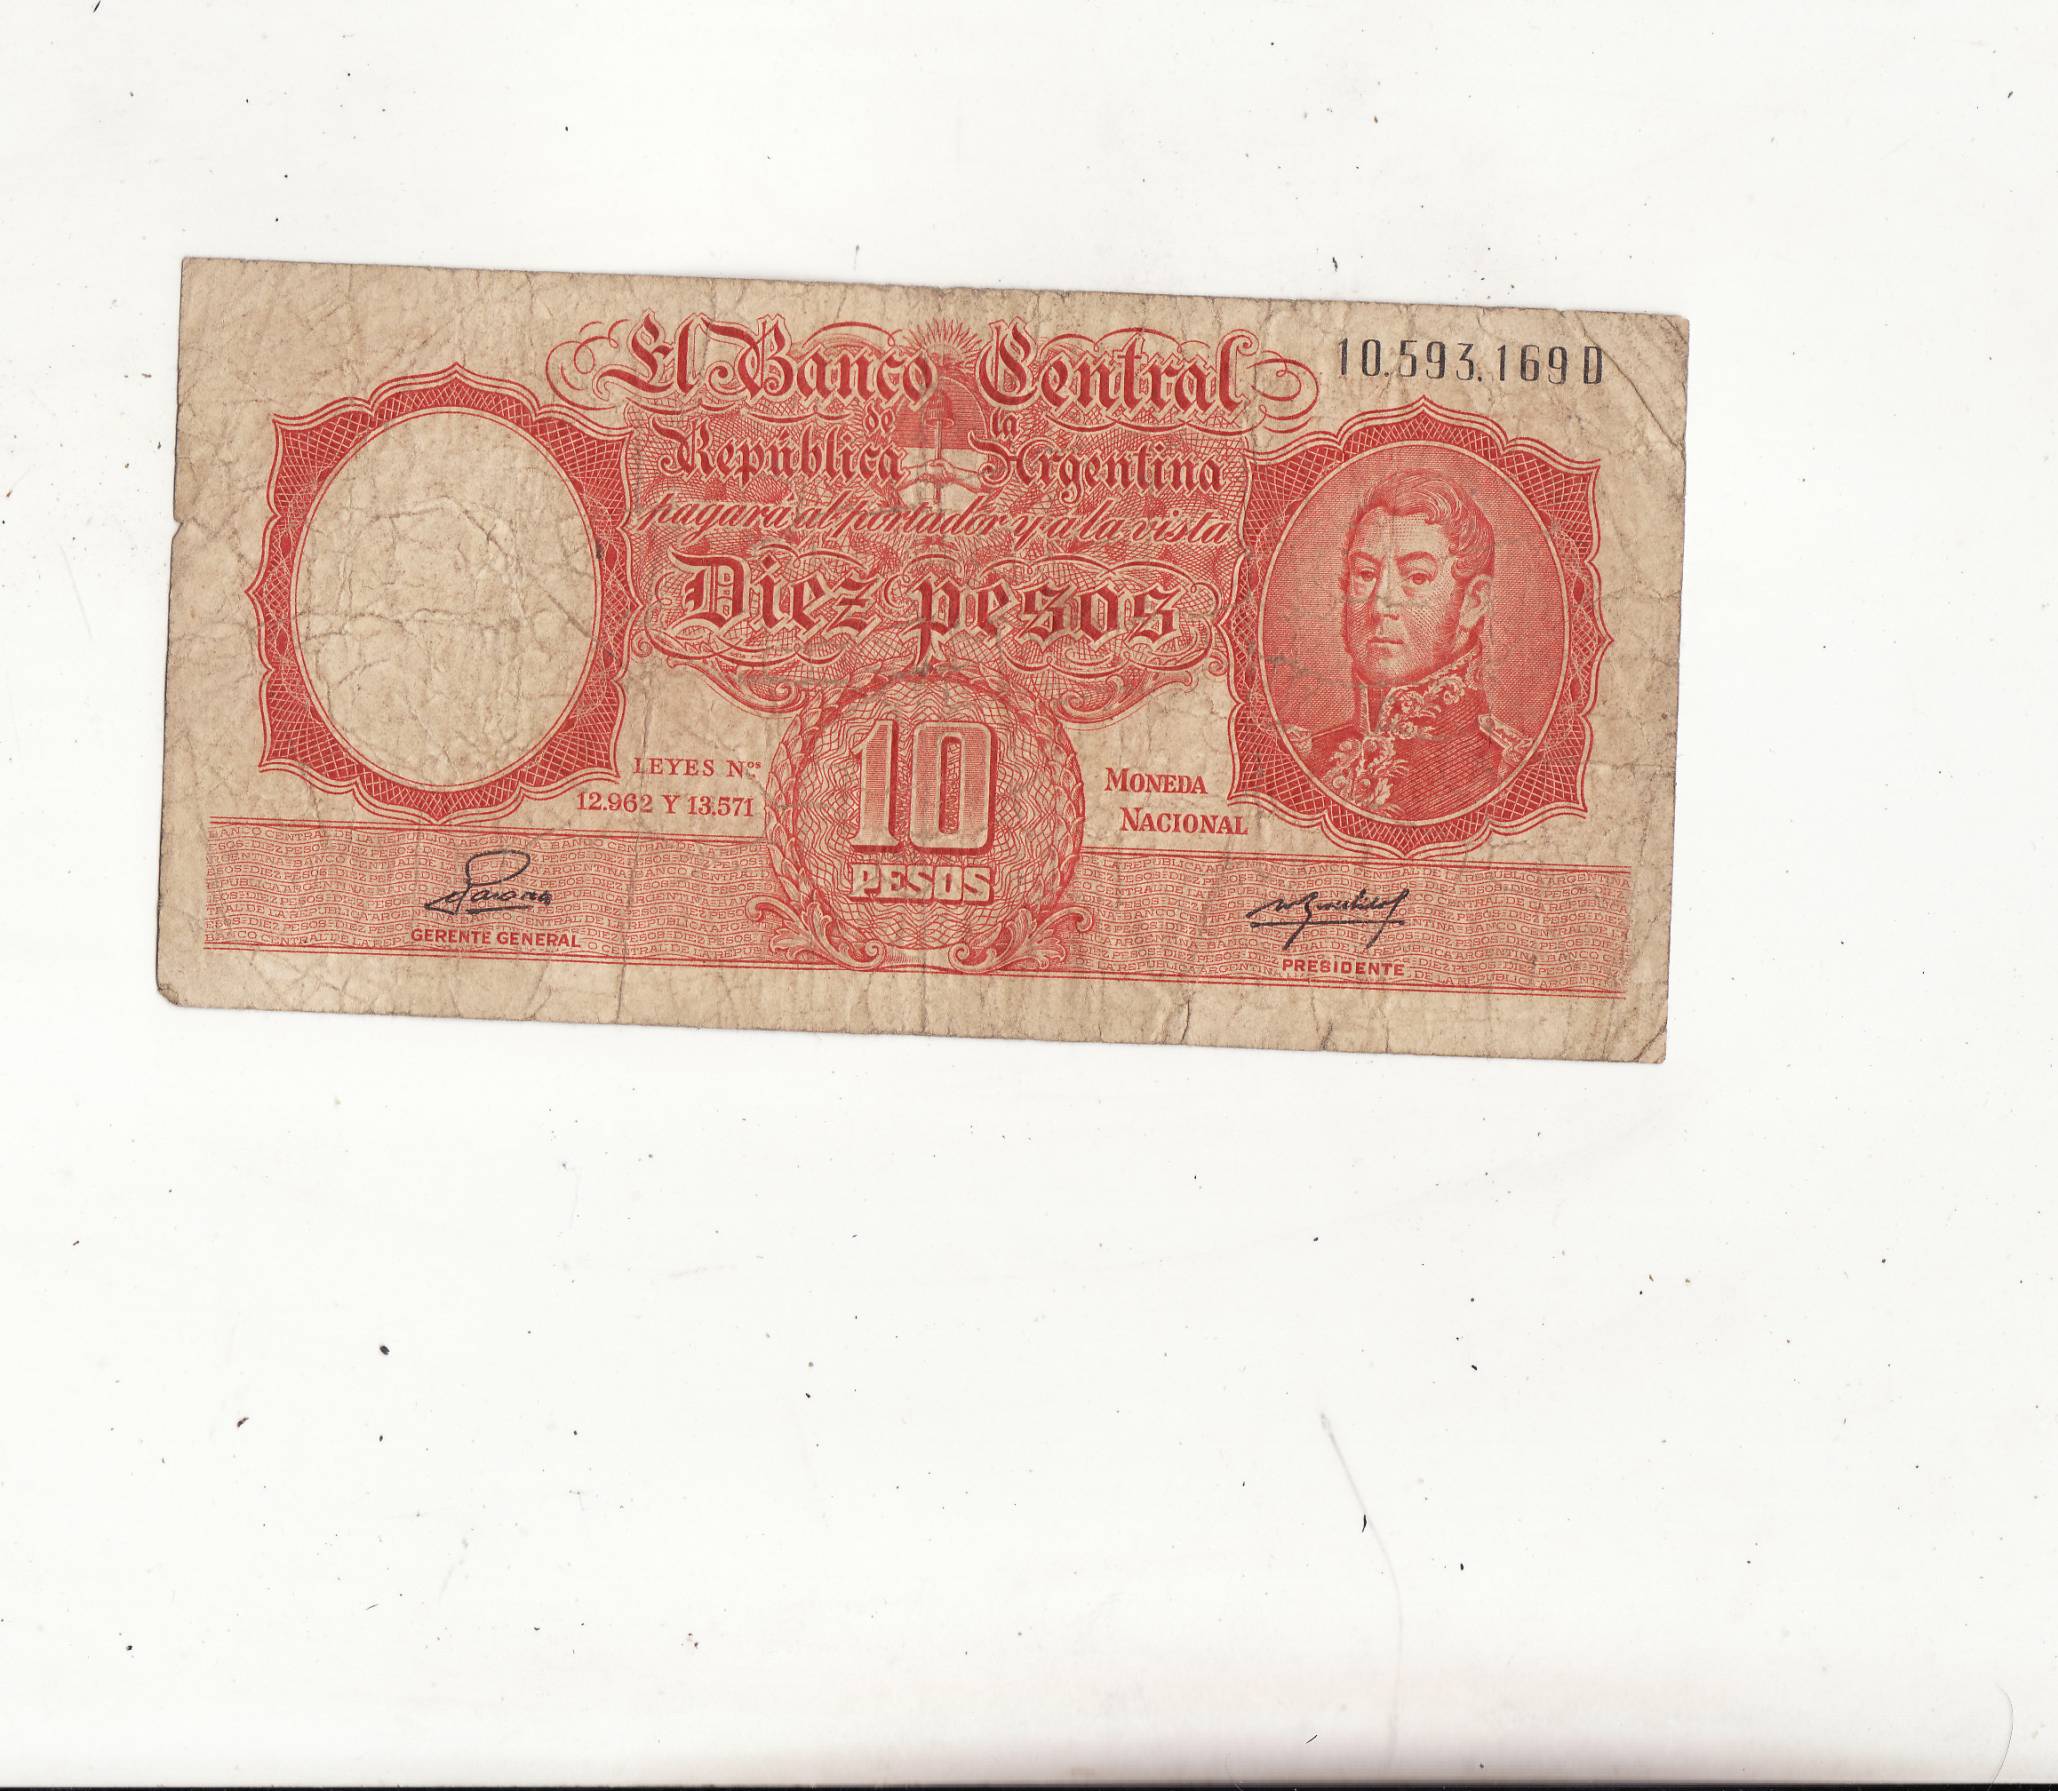 El Banco Central
10.593.169D
de la
República Argentina
pagará al portador y a la vista
Diez pesos
LEYES Nos
12.962 Y 13.571
10
PESOS
MONEDA
NACIONAL
GERENTE GENERAL
PRESIDENTE